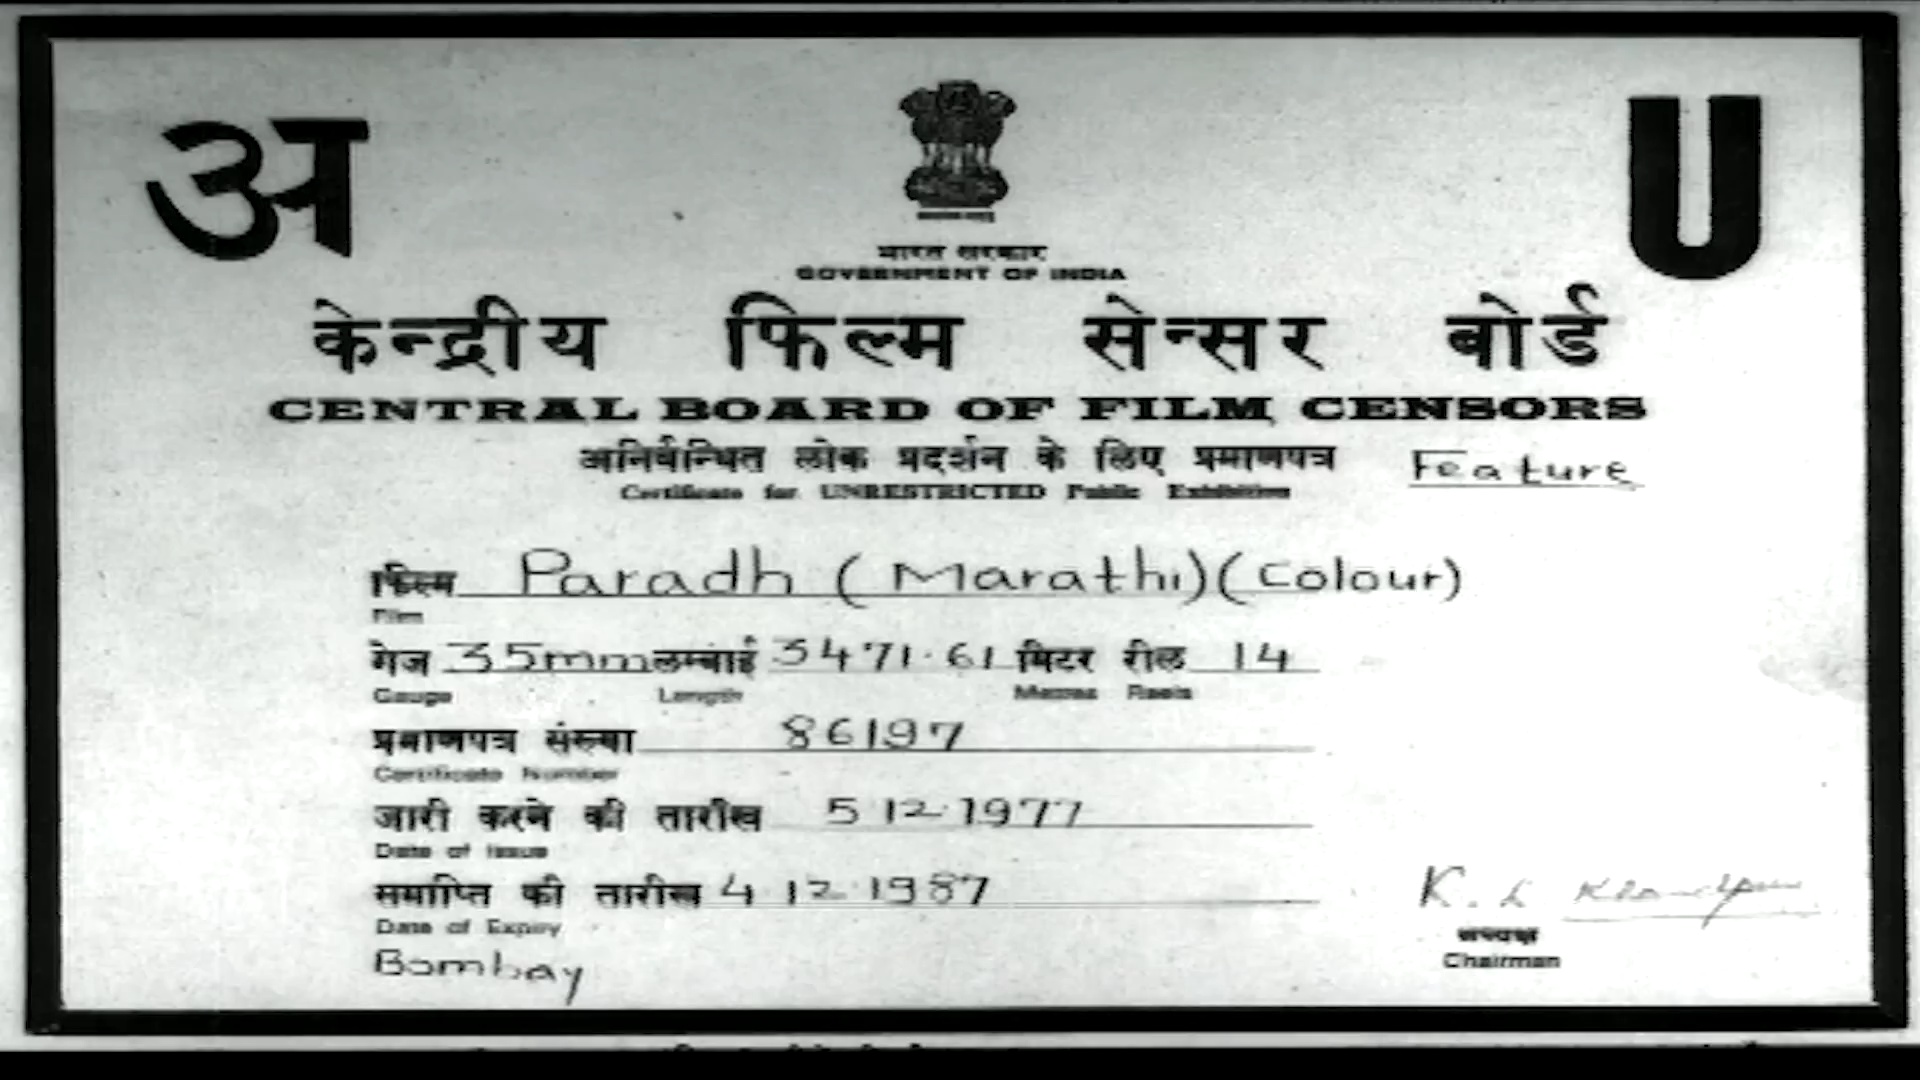 अ U
भारत सरकार
GOVERNMENT OF INDIA
केन्द्रीय फिल्म सेन्सर बोर्ड
CENTRAL BOARD OF FILM CENSORS
अनिर्बन्धित लोक प्रदर्शन के लिए प्रमाणपत्र Feature
Certificate for UNRESTRICTED Public Exhibition
फिल्म Paradh (Marathi) (Colour)
Film
गेज 35mm लम्बाई 3471.61 मिटर रील 14
Gauge Length Metres Reels
प्रमाणपत्र संख्या 86197
Certificate Number
जारी करने की तारीख 5 12.1977
Date of Issue
समाप्ति की तारीख 4 12.1987
Date of Expiry
Bombay
K. L.
अध्यक्ष
Chairman